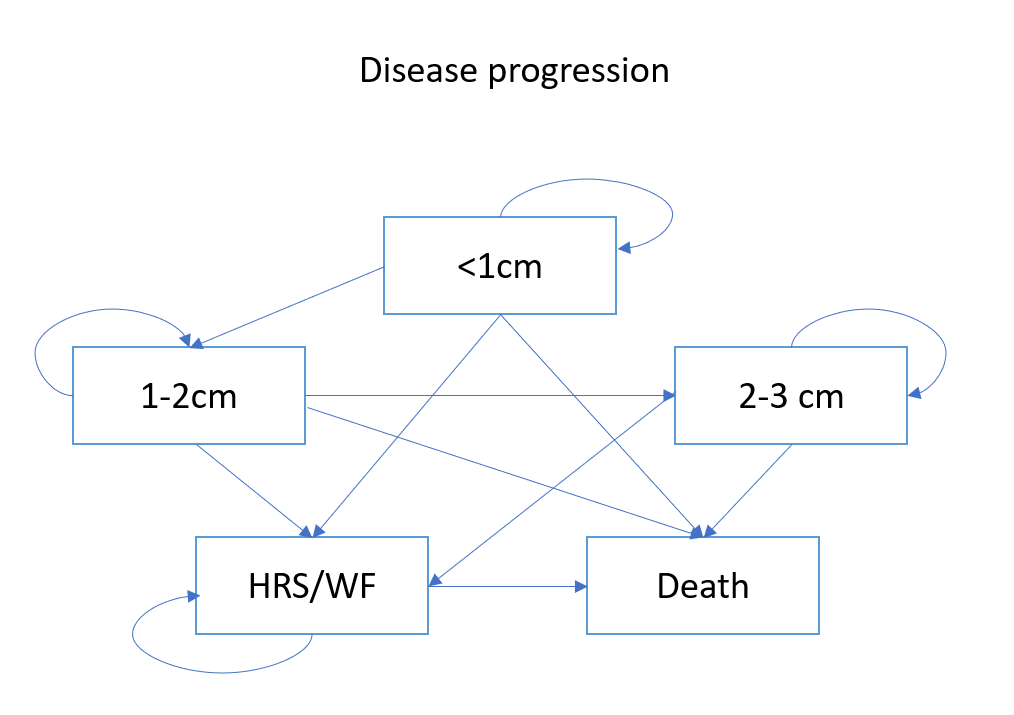 Disease progression
<1cm
1-2cm
2-3 cm
HRS/WF
Death